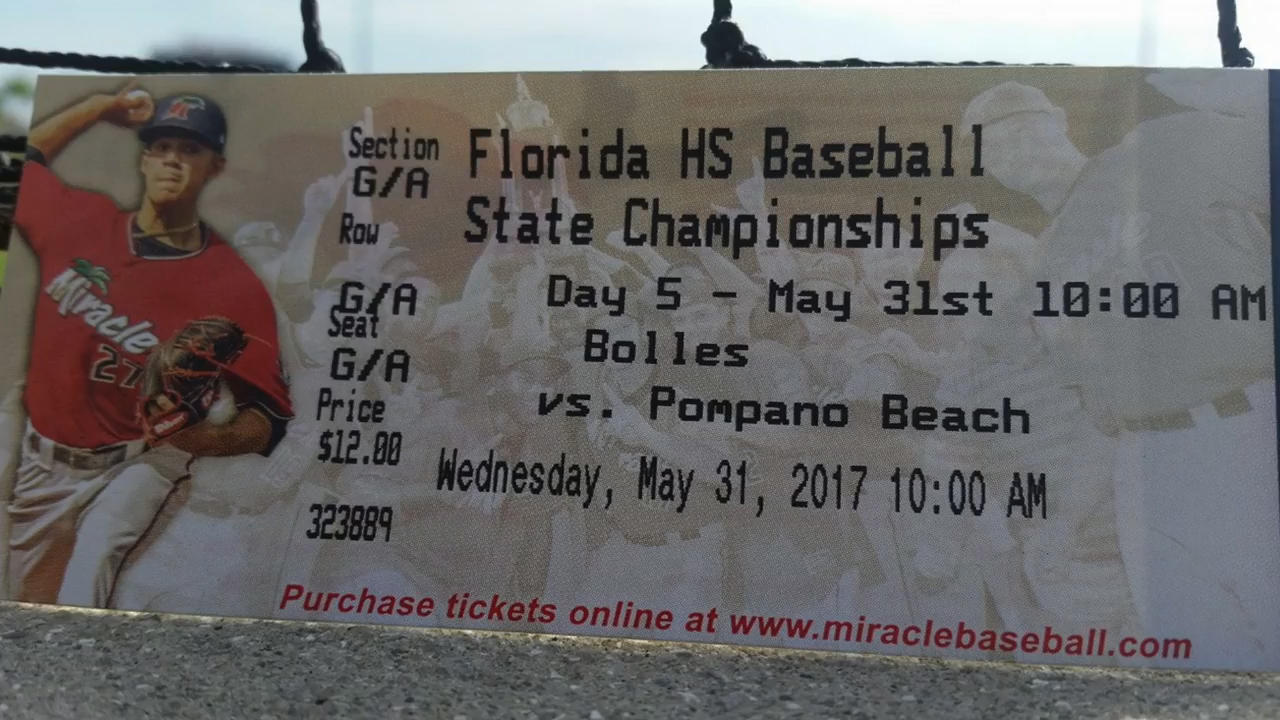 Miracle
27
Section
G/A
Row
G/A
Seat
G/A
Price
$12.00
323889
Florida HS Baseball
State Championships
Day 5 - May 31st 10:00 AM
Bolles
vs. Pompano Beach
Wednesday, May 31, 2017 10:00 AM
Purchase tickets online at www.miraclebaseball.com